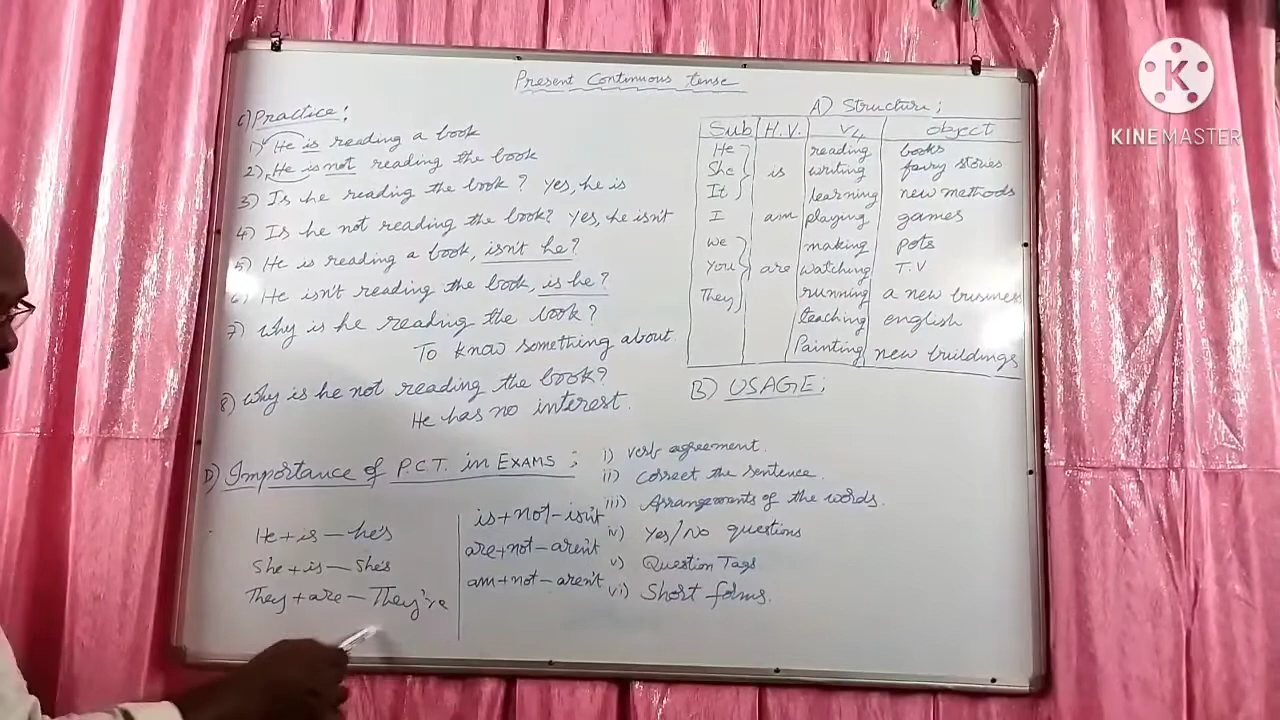 Present Continuous tense
C) Practice:
1) He is reading a book
2) He is not reading the book
3) Is he reading the book? Yes, he is
4) Is he not reading the book? Yes, he isn't
5) He is reading a book, isn't he?
6) He isn't reading the book, is he?
7) Why is he reading the book?
To know something about.
8) Why is he not reading the book?
He has no interest.
A) Structure;
Sub H.V. V4 object
He reading books
She is writing fairy stories
It learning new methods
I am playing games
We making pots
You are watching T.V
They running a new business
teaching english
Painting new buildings
B) USAGE;
D) Importance of P.C.T. in EXAMS;
i) verb agreement.
ii) correct the sentence.
iii) Arrangements of the words.
iv) Yes/No questions
v) Question Tags
vi) Short forms.
He + is – he's
She + is – She's
They + are – They're
is + not – isn't
are + not – aren't
am + not – aren't
KINEMASTER